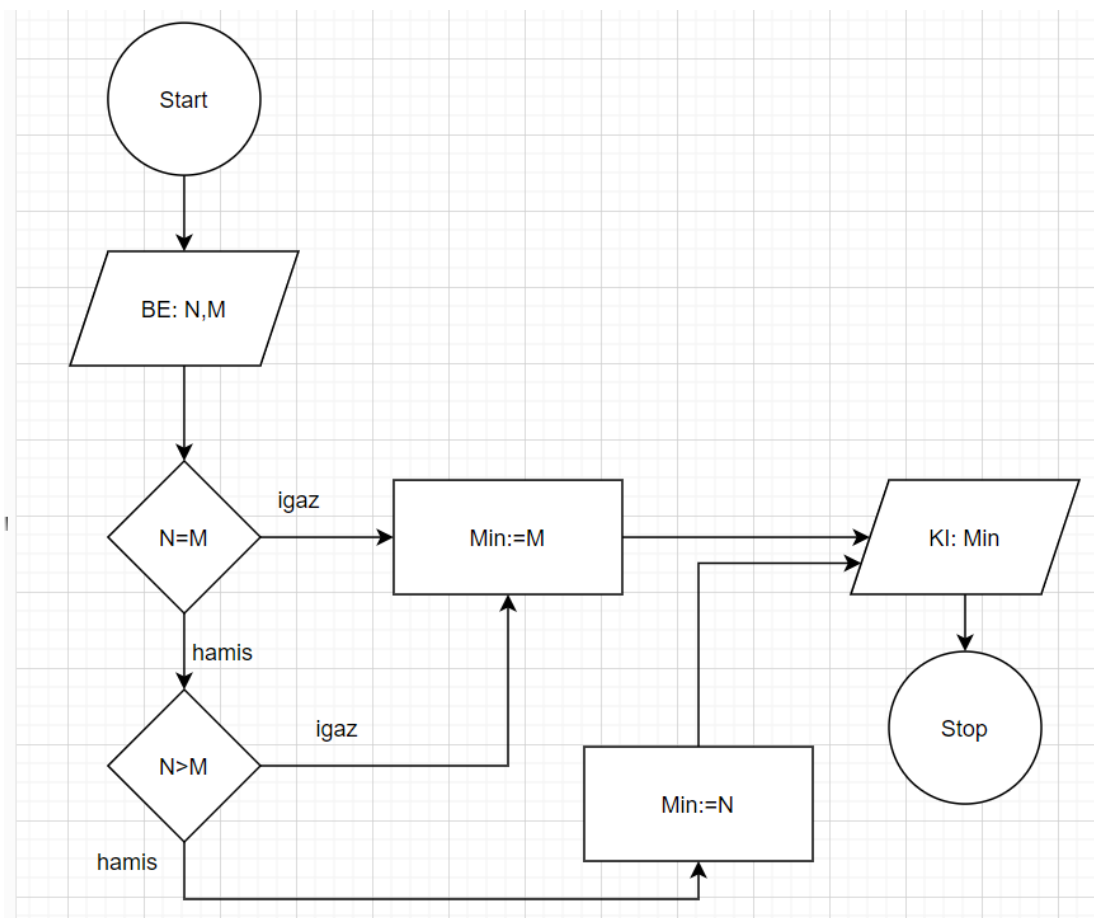 Start
BE: N,M
N=M
igaz
Min:=M
KI: Min
hamis
N>M
igaz
Min:=N
Stop
hamis